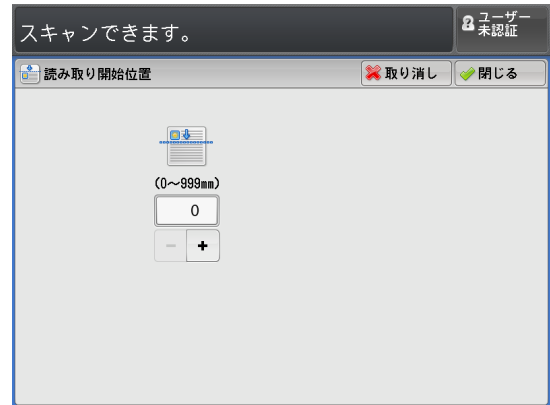 スキャンできます。
ユーザー
未認証
読み取り開始位置
取り消し
閉じる
(0～999mm)
0
- +